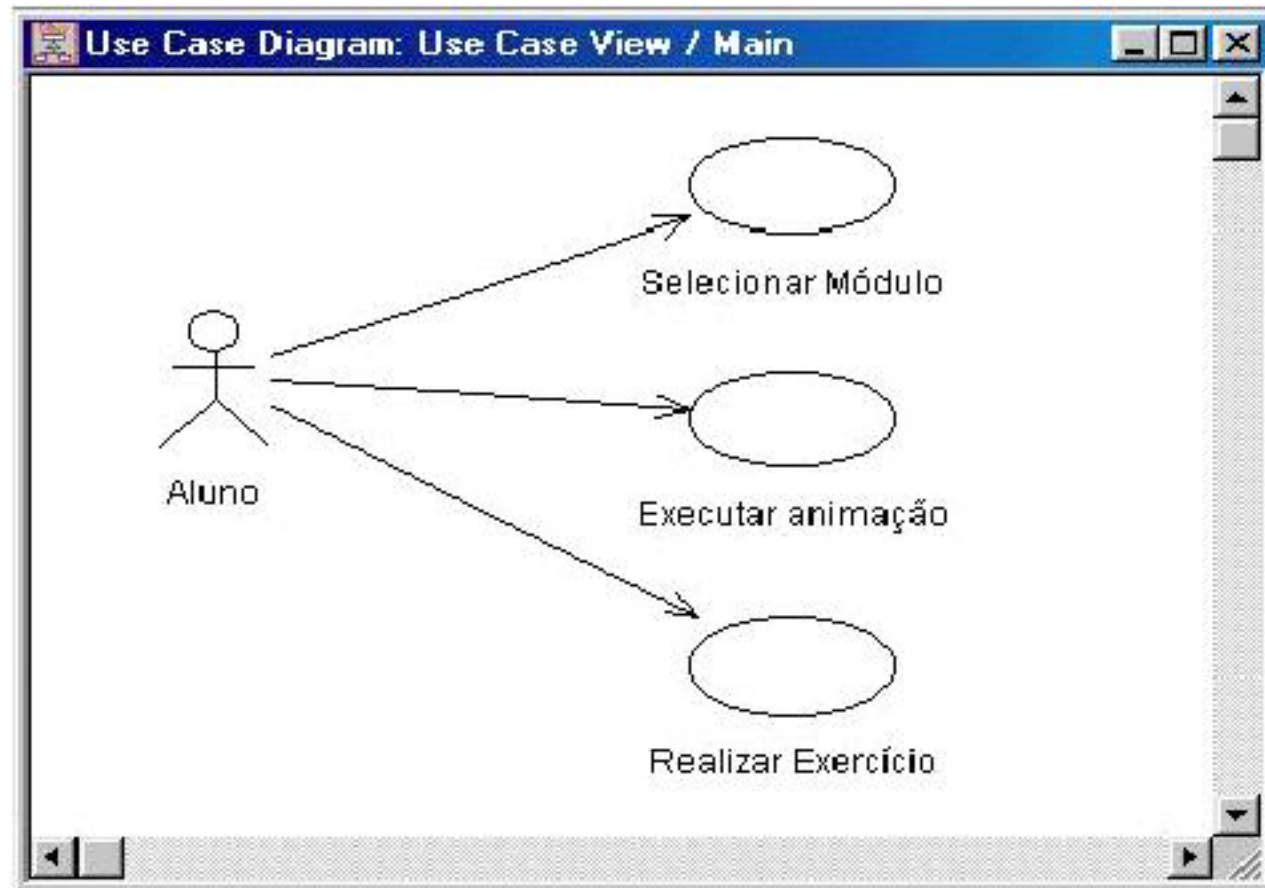 Use Case Diagram: Use Case View / Main
Selecionar Módulo
Aluno
Executar animação
Realizar Exercício